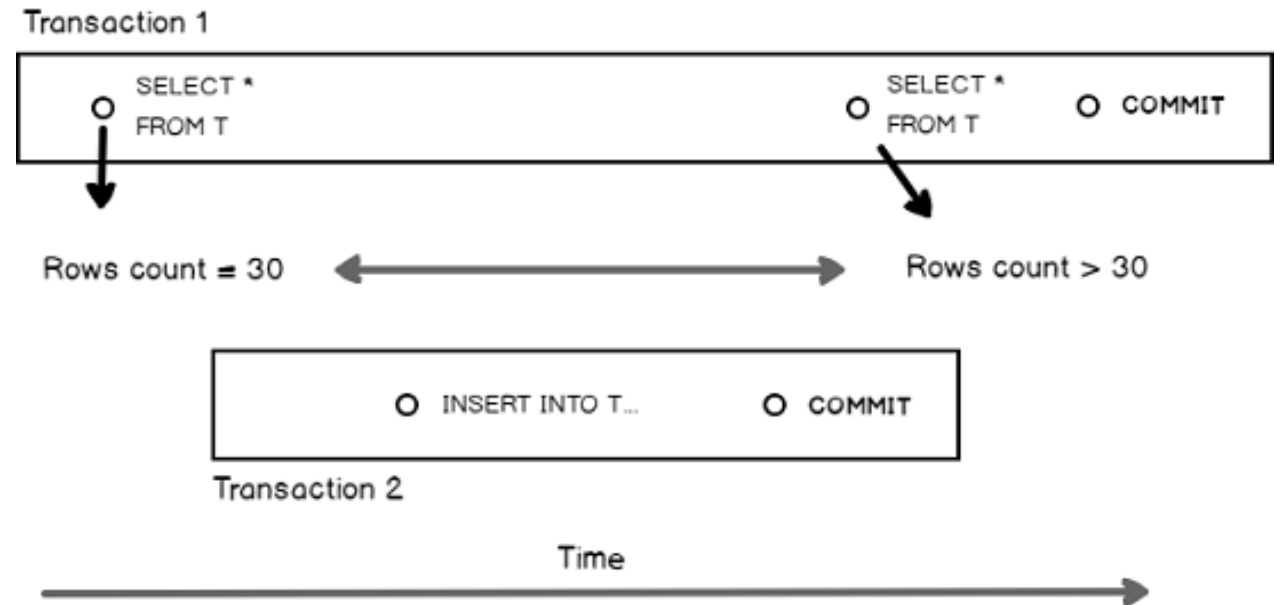 Transaction 1
SELECT *
FROM T
SELECT *
FROM T
COMMIT
Rows count = 30
Rows count > 30
INSERT INTO T...
COMMIT
Transaction 2
Time